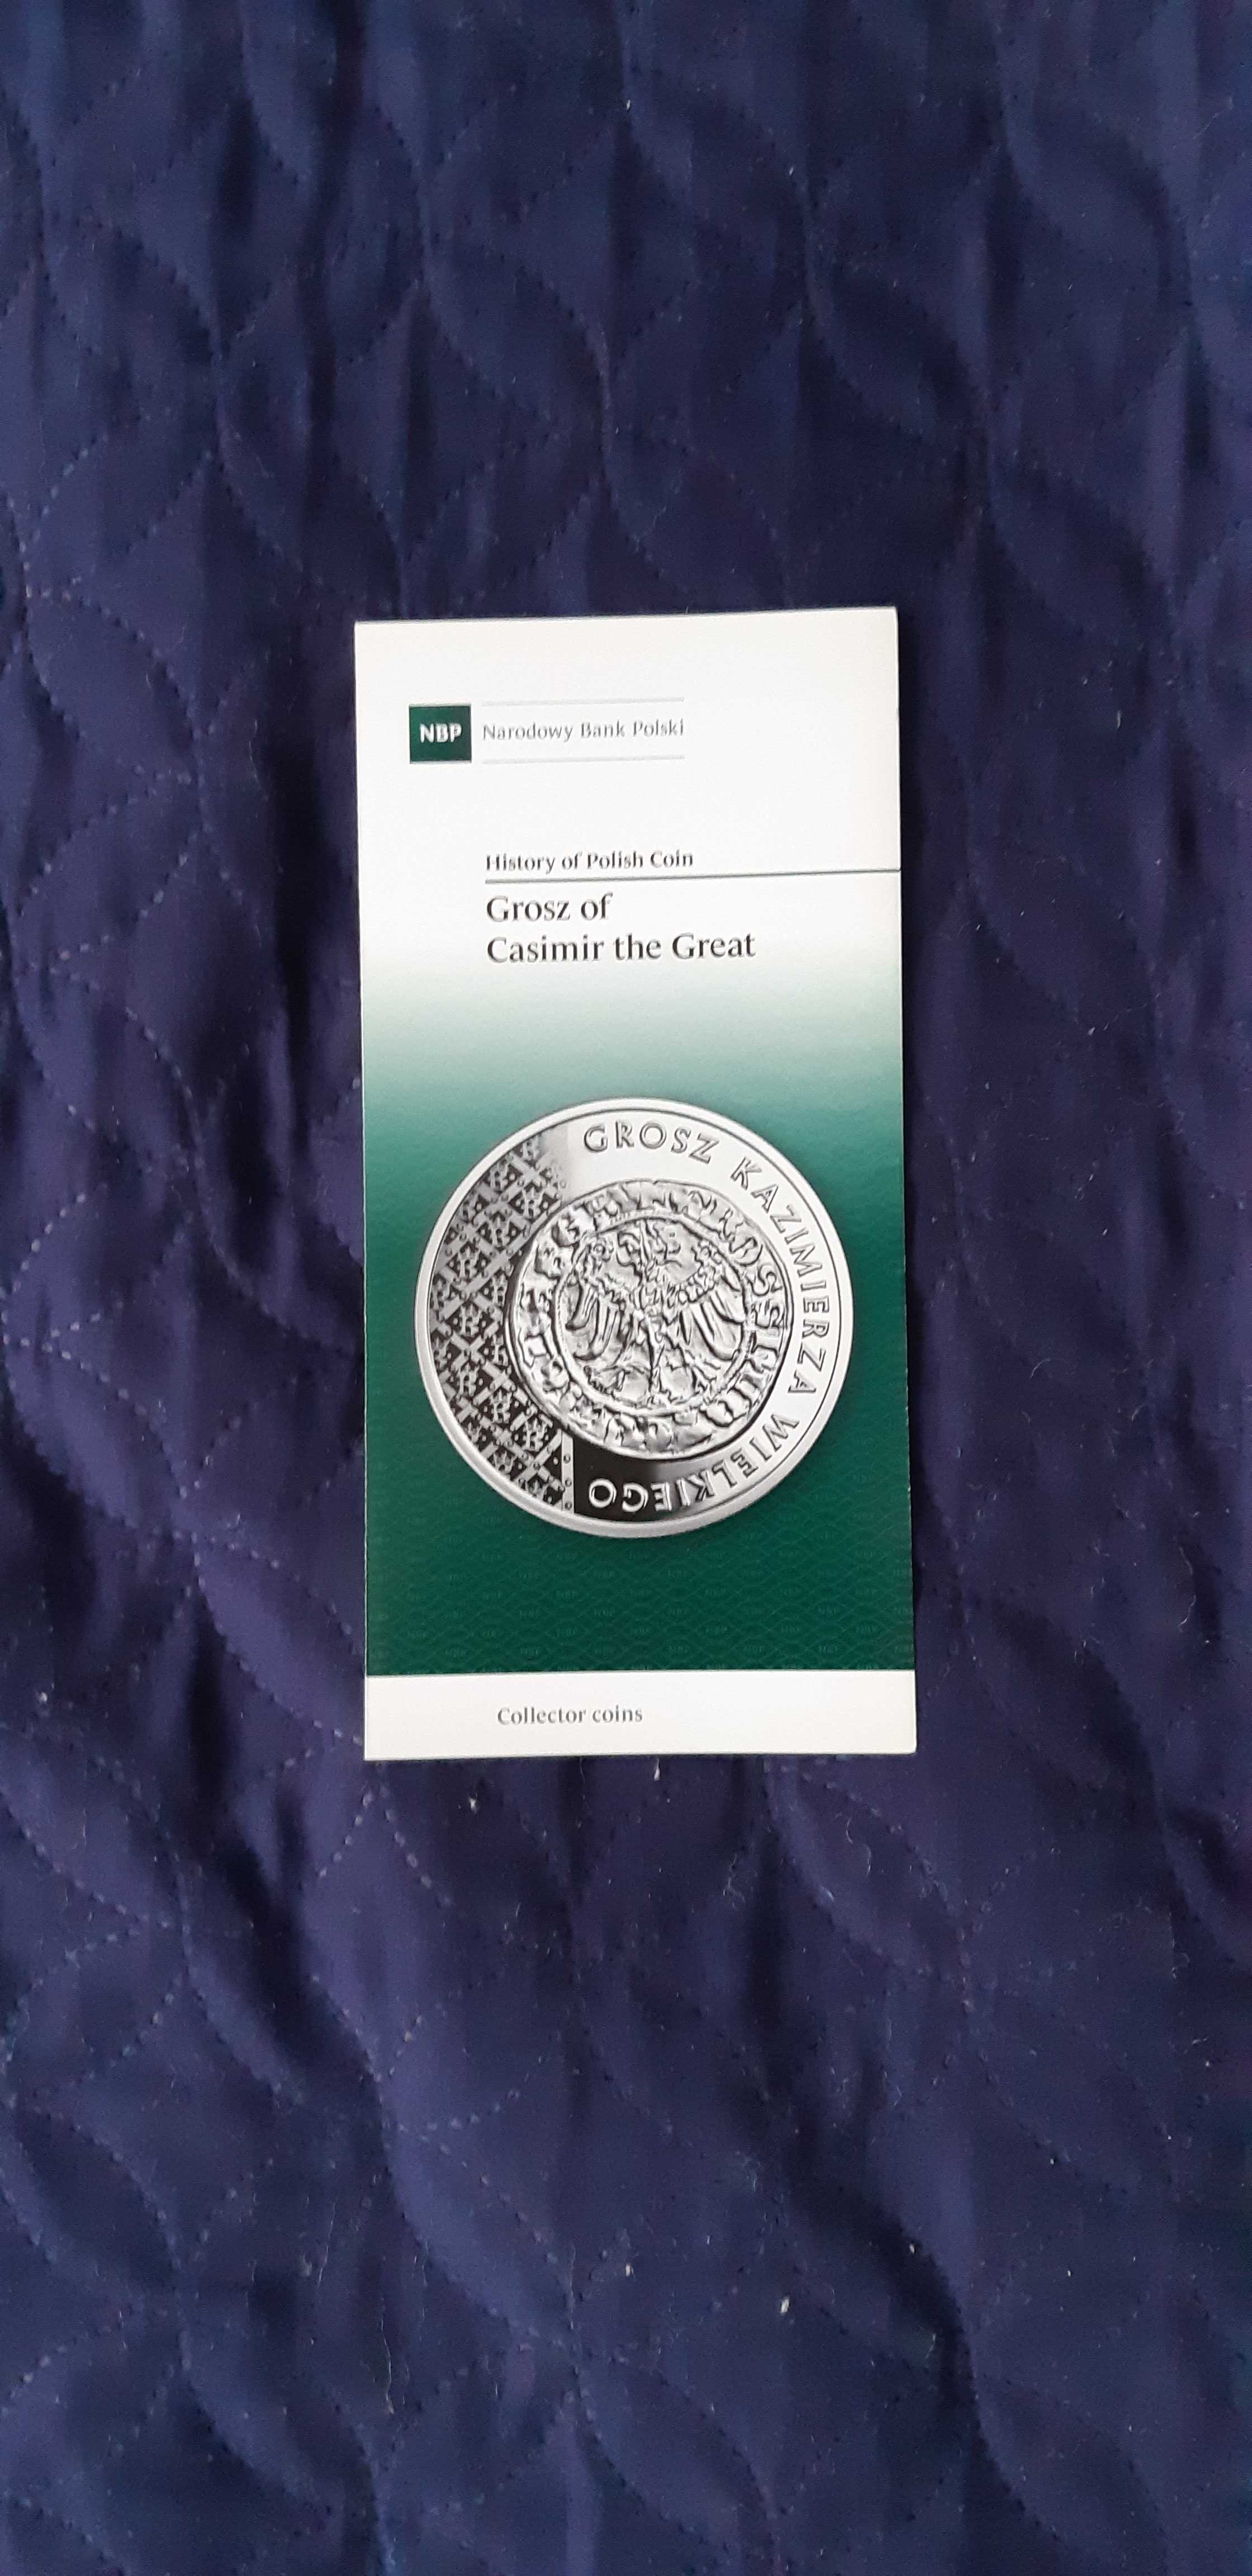 NBP
Narodowy Bank Polski
History of Polish Coin
Grosz of
Casimir the Great
GROSZ KAZIMIERZA WIELKIEGO
Collector coins